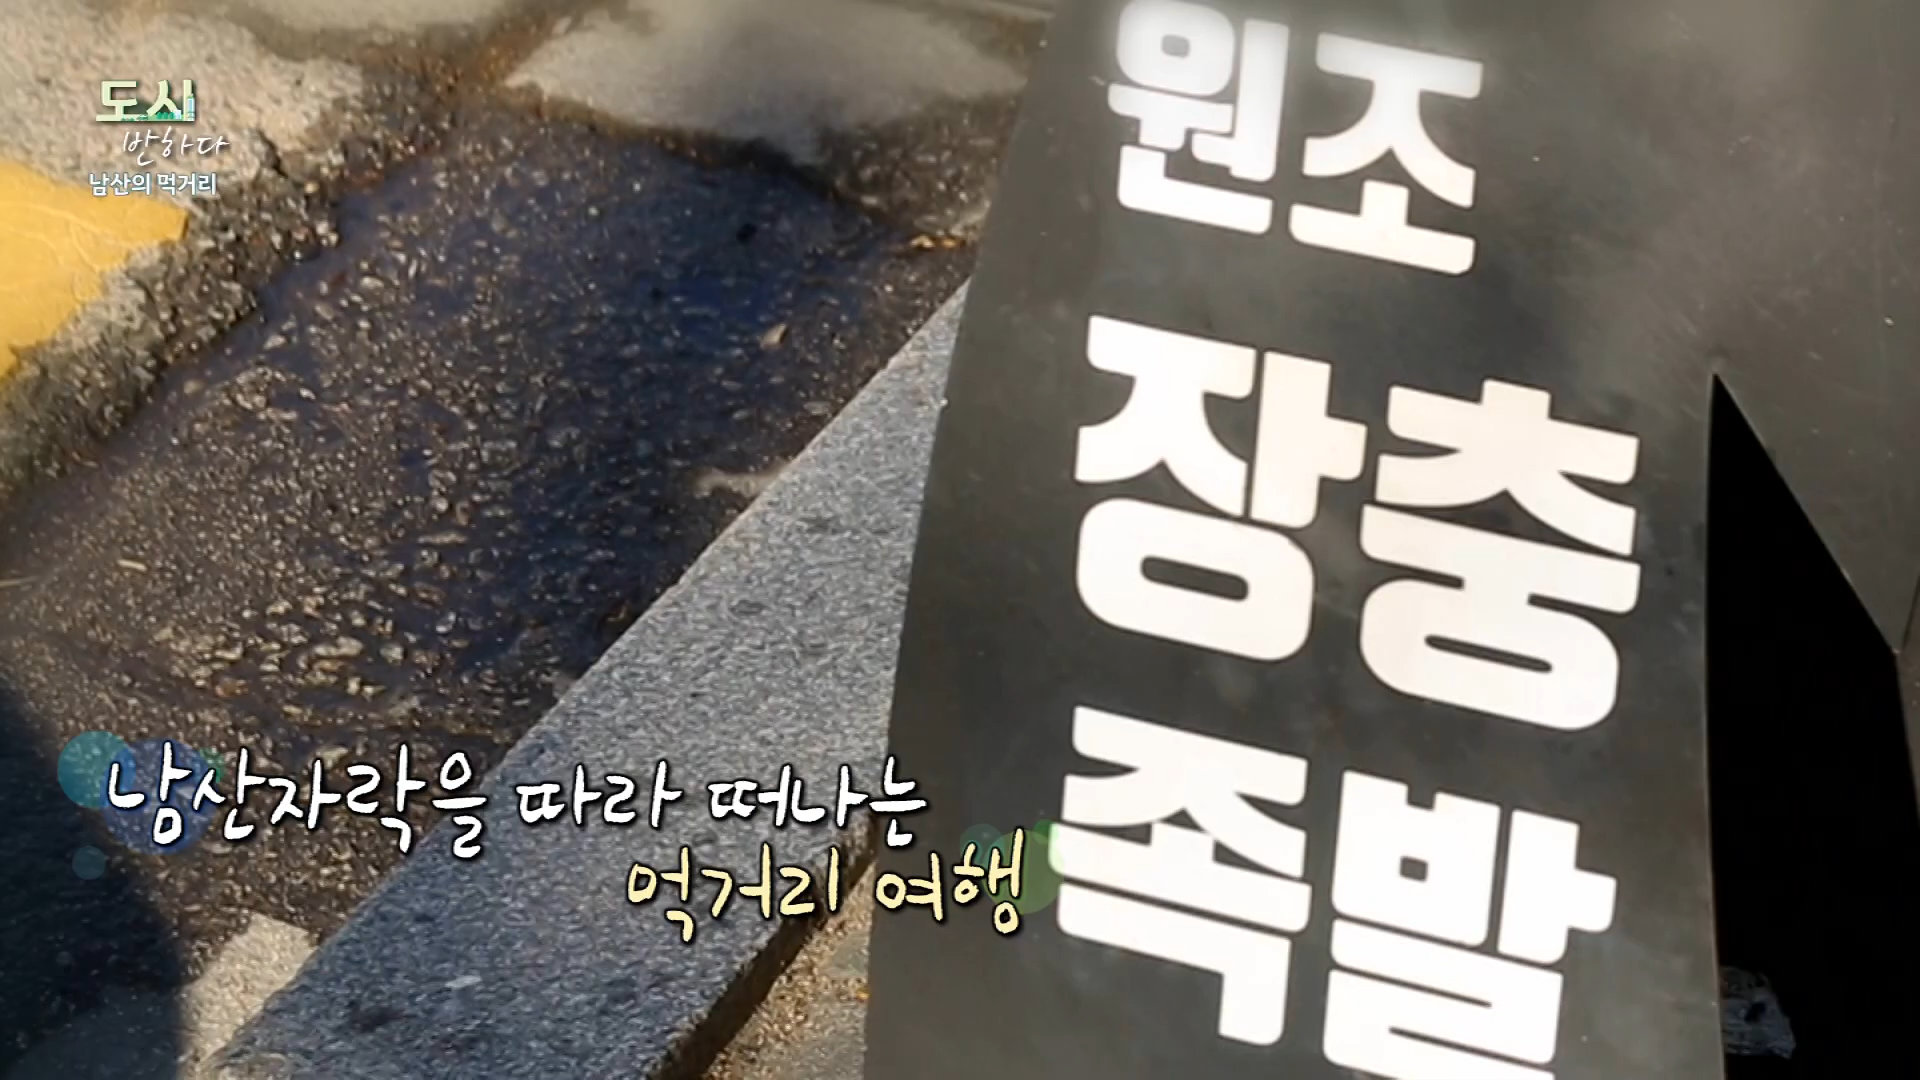 도시
반하다
남산의 먹거리
원조
장충
족발
남산자락을 따라 떠나는
먹거리 여행